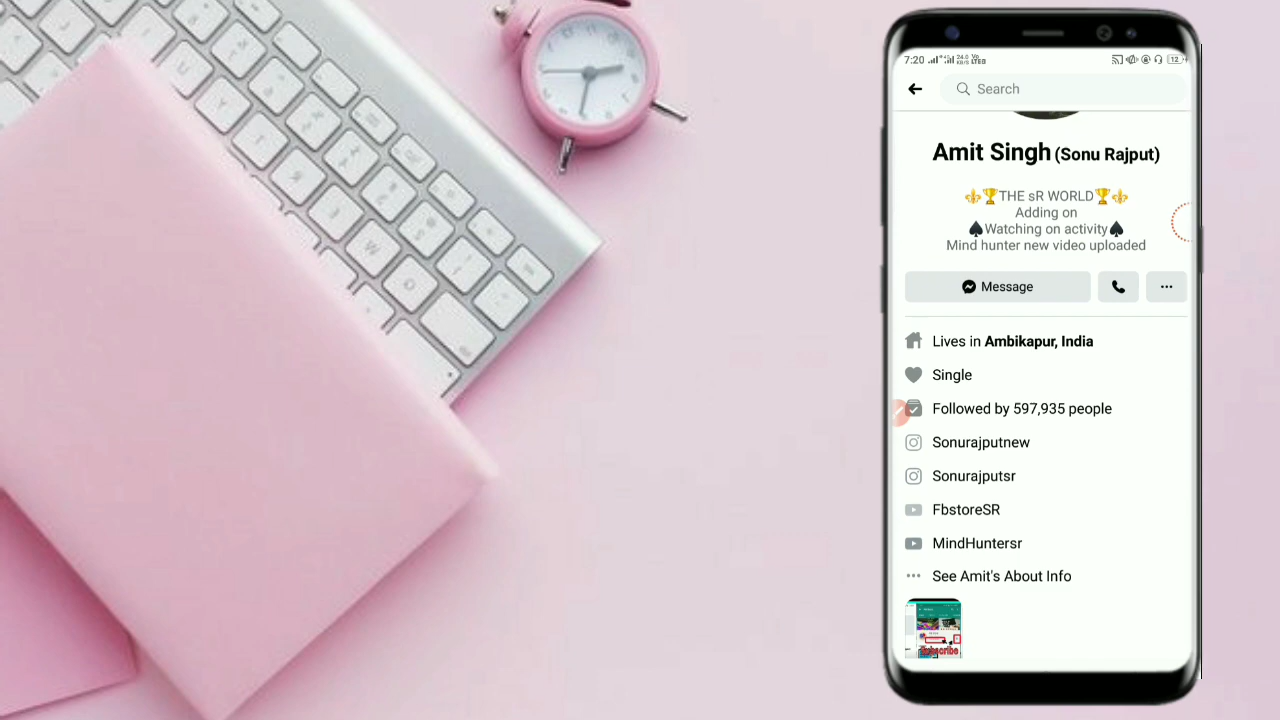 7:20
Search
Amit Singh (Sonu Rajput)
⚜️🏆THE sR WORLD🏆⚜️
Adding on
♠Watching on activity♠
Mind hunter new video uploaded
Message
Lives in Ambikapur, India
Single
Followed by 597,935 people
Sonurajputnew
Sonurajputsr
FbstoreSR
MindHuntersr
See Amit's About Info